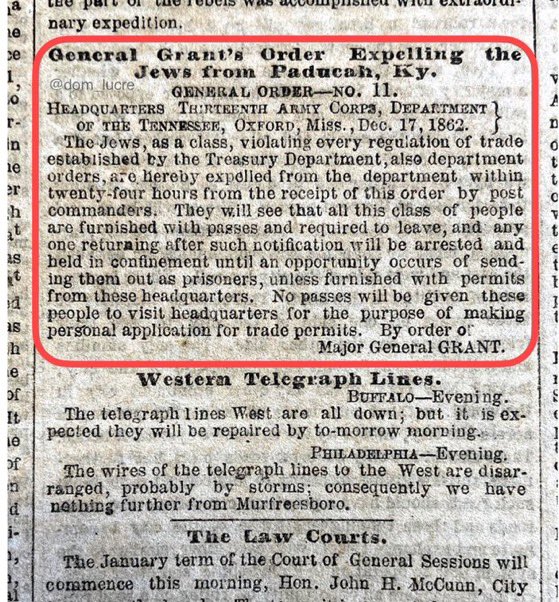 the part of the rebels was accomplished with extraordi-
nary expedition.
General Grant's Order Expelling the
Jews from Paducah, Ky.
@dom_lucre
GENERAL ORDER—NO. 11.
HEADQUARTERS THIRTEENTH ARMY CORPS, DEPARTMENT
OF THE TENNESSEE, OXFORD, MISS., DEC. 17, 1862.
The Jews, as a class, violating every regulation of trade
established by the Treasury Department, also department
orders, are hereby expelled from the department within
twenty-four hours from the receipt of this order by post
commanders. They will see that all this class of people
are furnished with passes and required to leave, and any
one returning after such notification will be arrested and
held in confinement until an opportunity occurs of send-
ing them out as prisoners, unless furnished with permits
from these headquarters. No passes will be given these
people to visit headquarters for the purpose of making
personal application for trade permits. By order of
Major General GRANT.
Western Telegraph Lines.
BUFFALO—Evening.
The telegraph lines West are all down; but it is ex-
pected they will be repaired by to-morrow morning.
PHILADELPHIA—Evening.
The wires of the telegraph lines to the West are disar-
ranged, probably by storms; consequently we have
nothing further from Murfreesboro.
The Law Courts.
The January term of the Court of General Sessions will
commence this morning, Hon. John H. McCunn, City